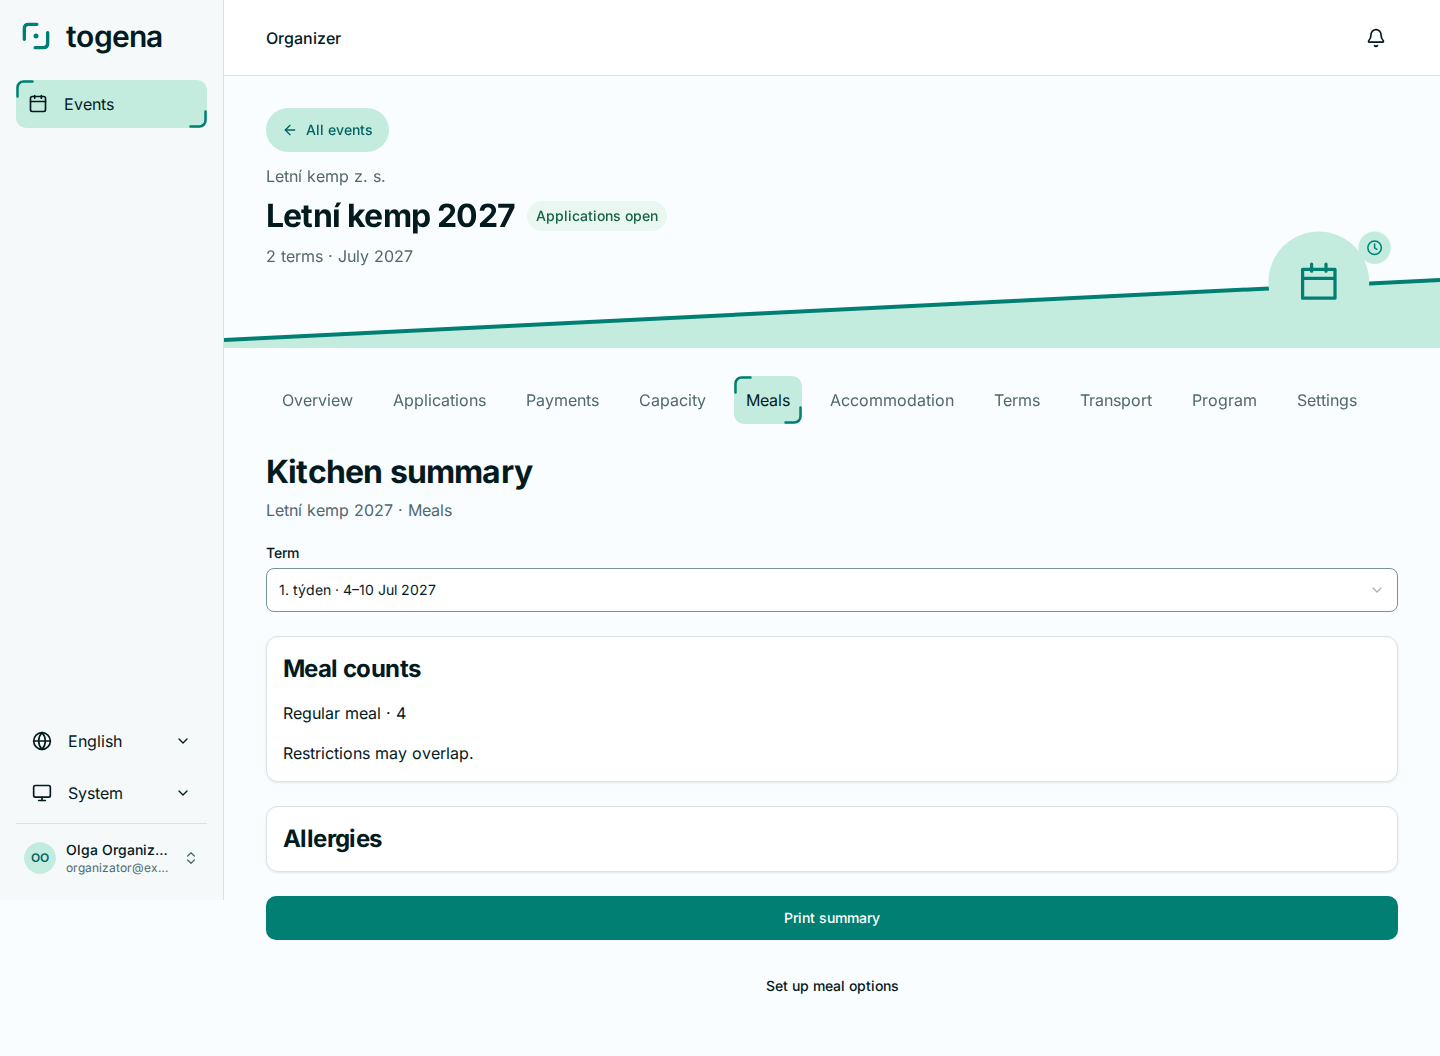 togena
Organizer
Events
All events
Letní kemp z. s.
Letní kemp 2027
Applications open
2 terms · July 2027
Overview
Applications
Payments
Capacity
Meals
Accommodation
Terms
Transport
Program
Settings
Kitchen summary
Letní kemp 2027 · Meals
Term
1. týden · 4–10 Jul 2027
Meal counts
Regular meal · 4
Restrictions may overlap.
Allergies
Print summary
Set up meal options
English
System
OO
Olga Organiz...
organizator@ex...